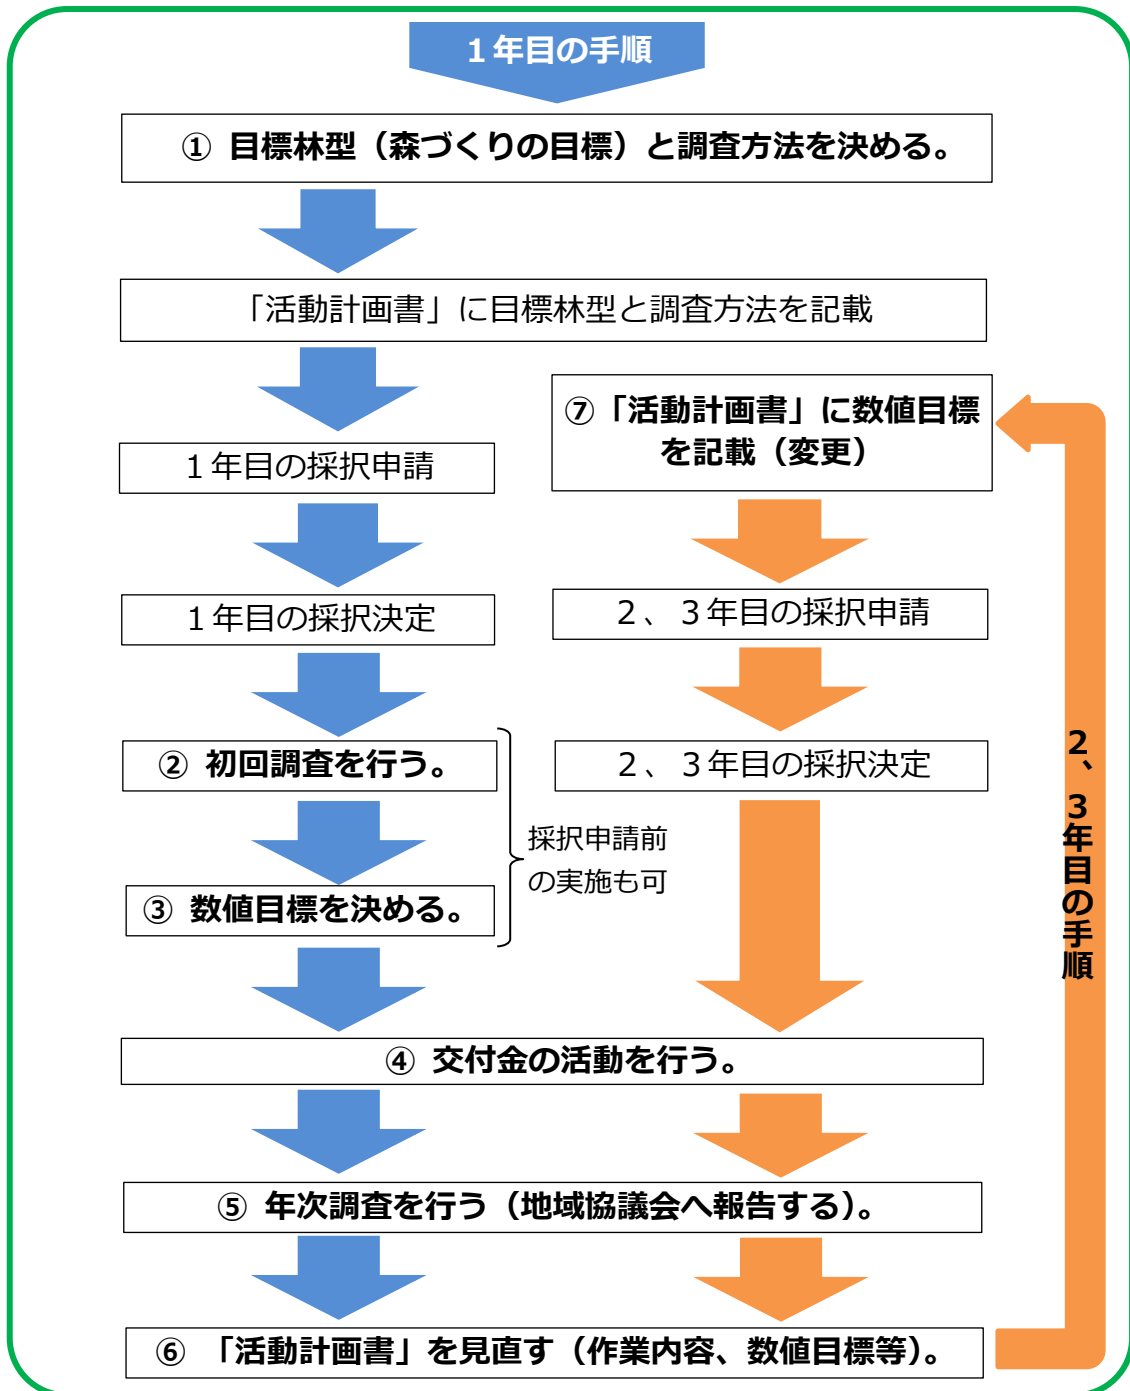 １年目の手順
① 目標林型（森づくりの目標）と調査方法を決める。
「活動計画書」に目標林型と調査方法を記載
１年目の採択申請
１年目の採択決定
② 初回調査を行う。
③ 数値目標を決める。
採択申請前
の実施も可
⑦「活動計画書」に数値目標
を記載（変更）
２、３年目の採択申請
２、３年目の採択決定
④ 交付金の活動を行う。
⑤ 年次調査を行う（地域協議会へ報告する）。
⑥ 「活動計画書」を見直す（作業内容、数値目標等）。
２、３年目の手順